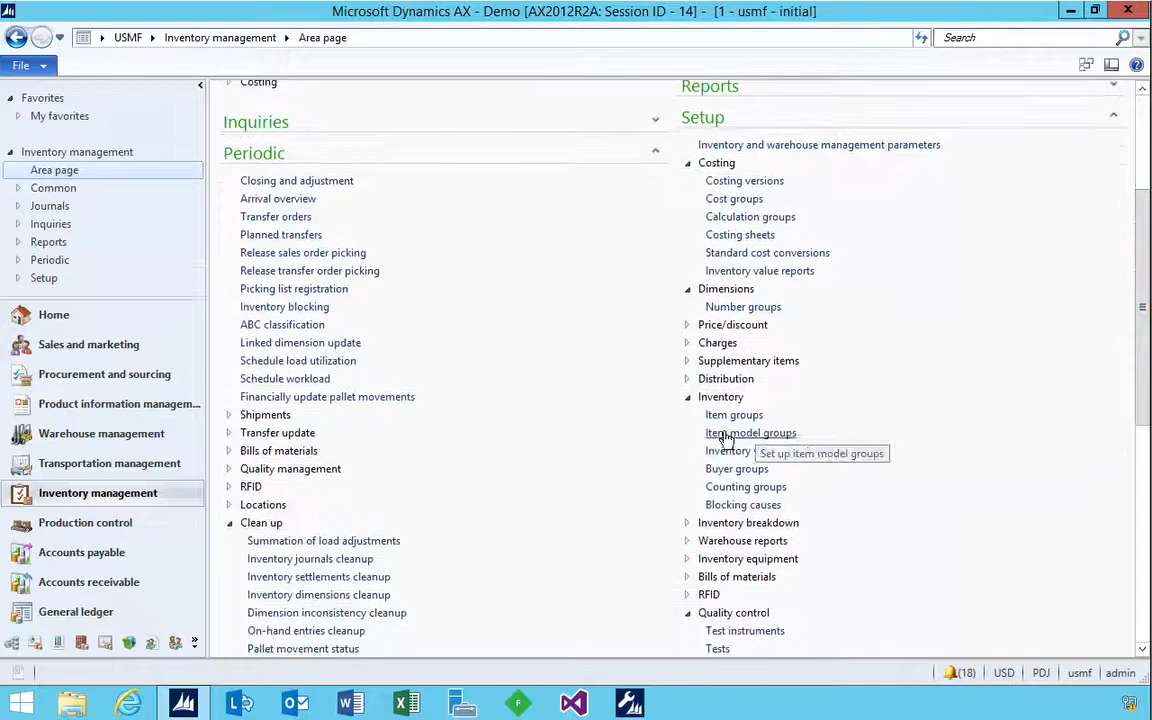 Microsoft Dynamics AX - Demo [AX2012R2A: Session ID - 14] - [1 - usmf - initial]
USMF Inventory management Area page
Search
File
Favorites
My favorites
Inventory management
Area page
Common
Journals
Inquiries
Reports
Periodic
Setup
Home
Sales and marketing
Procurement and sourcing
Product information managem...
Warehouse management
Transportation management
Inventory management
Production control
Accounts payable
Accounts receivable
General ledger
Costing
Inquiries
Periodic
Closing and adjustment
Arrival overview
Transfer orders
Planned transfers
Release sales order picking
Release transfer order picking
Picking list registration
Inventory blocking
ABC classification
Linked dimension update
Schedule load utilization
Schedule workload
Financially update pallet movements
Shipments
Transfer update
Bills of materials
Quality management
RFID
Locations
Clean up
Summation of load adjustments
Inventory journals cleanup
Inventory settlements cleanup
Inventory dimensions cleanup
Dimension inconsistency cleanup
On-hand entries cleanup
Pallet movement status
Reports
Setup
Inventory and warehouse management parameters
Costing
Costing versions
Cost groups
Calculation groups
Costing sheets
Standard cost conversions
Inventory value reports
Dimensions
Number groups
Price/discount
Charges
Supplementary items
Distribution
Inventory
Item groups
Item model groups
Inventory
Set up item model groups
Buyer groups
Counting groups
Blocking causes
Inventory breakdown
Warehouse reports
Inventory equipment
Bills of materials
RFID
Quality control
Test instruments
Tests
(18) USD PDJ usmf admin